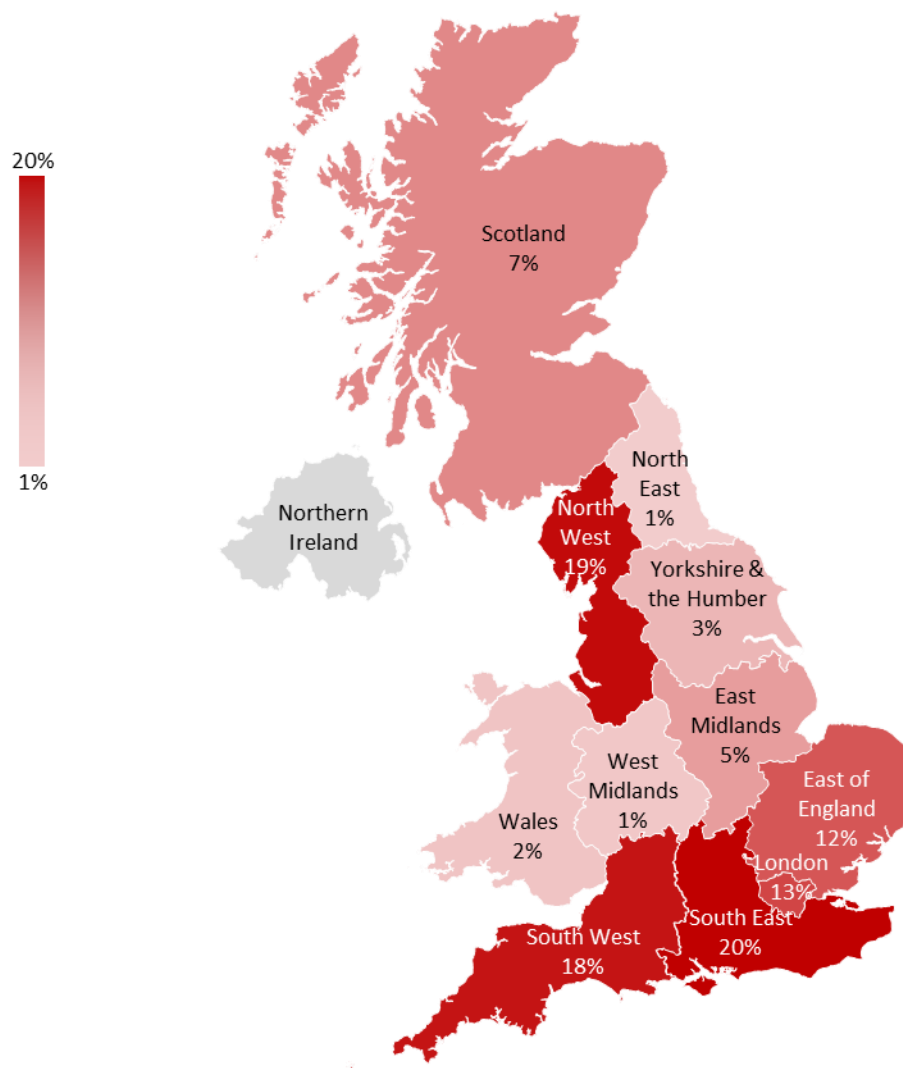 20%
1%
Scotland
7%
Northern
Ireland
North
East
1%
North
West
19%
Yorkshire &
the Humber
3%
East
Midlands
5%
West
Midlands
1%
Wales
2%
East of
England
12%
London
13%
South East
20%
South West
18%